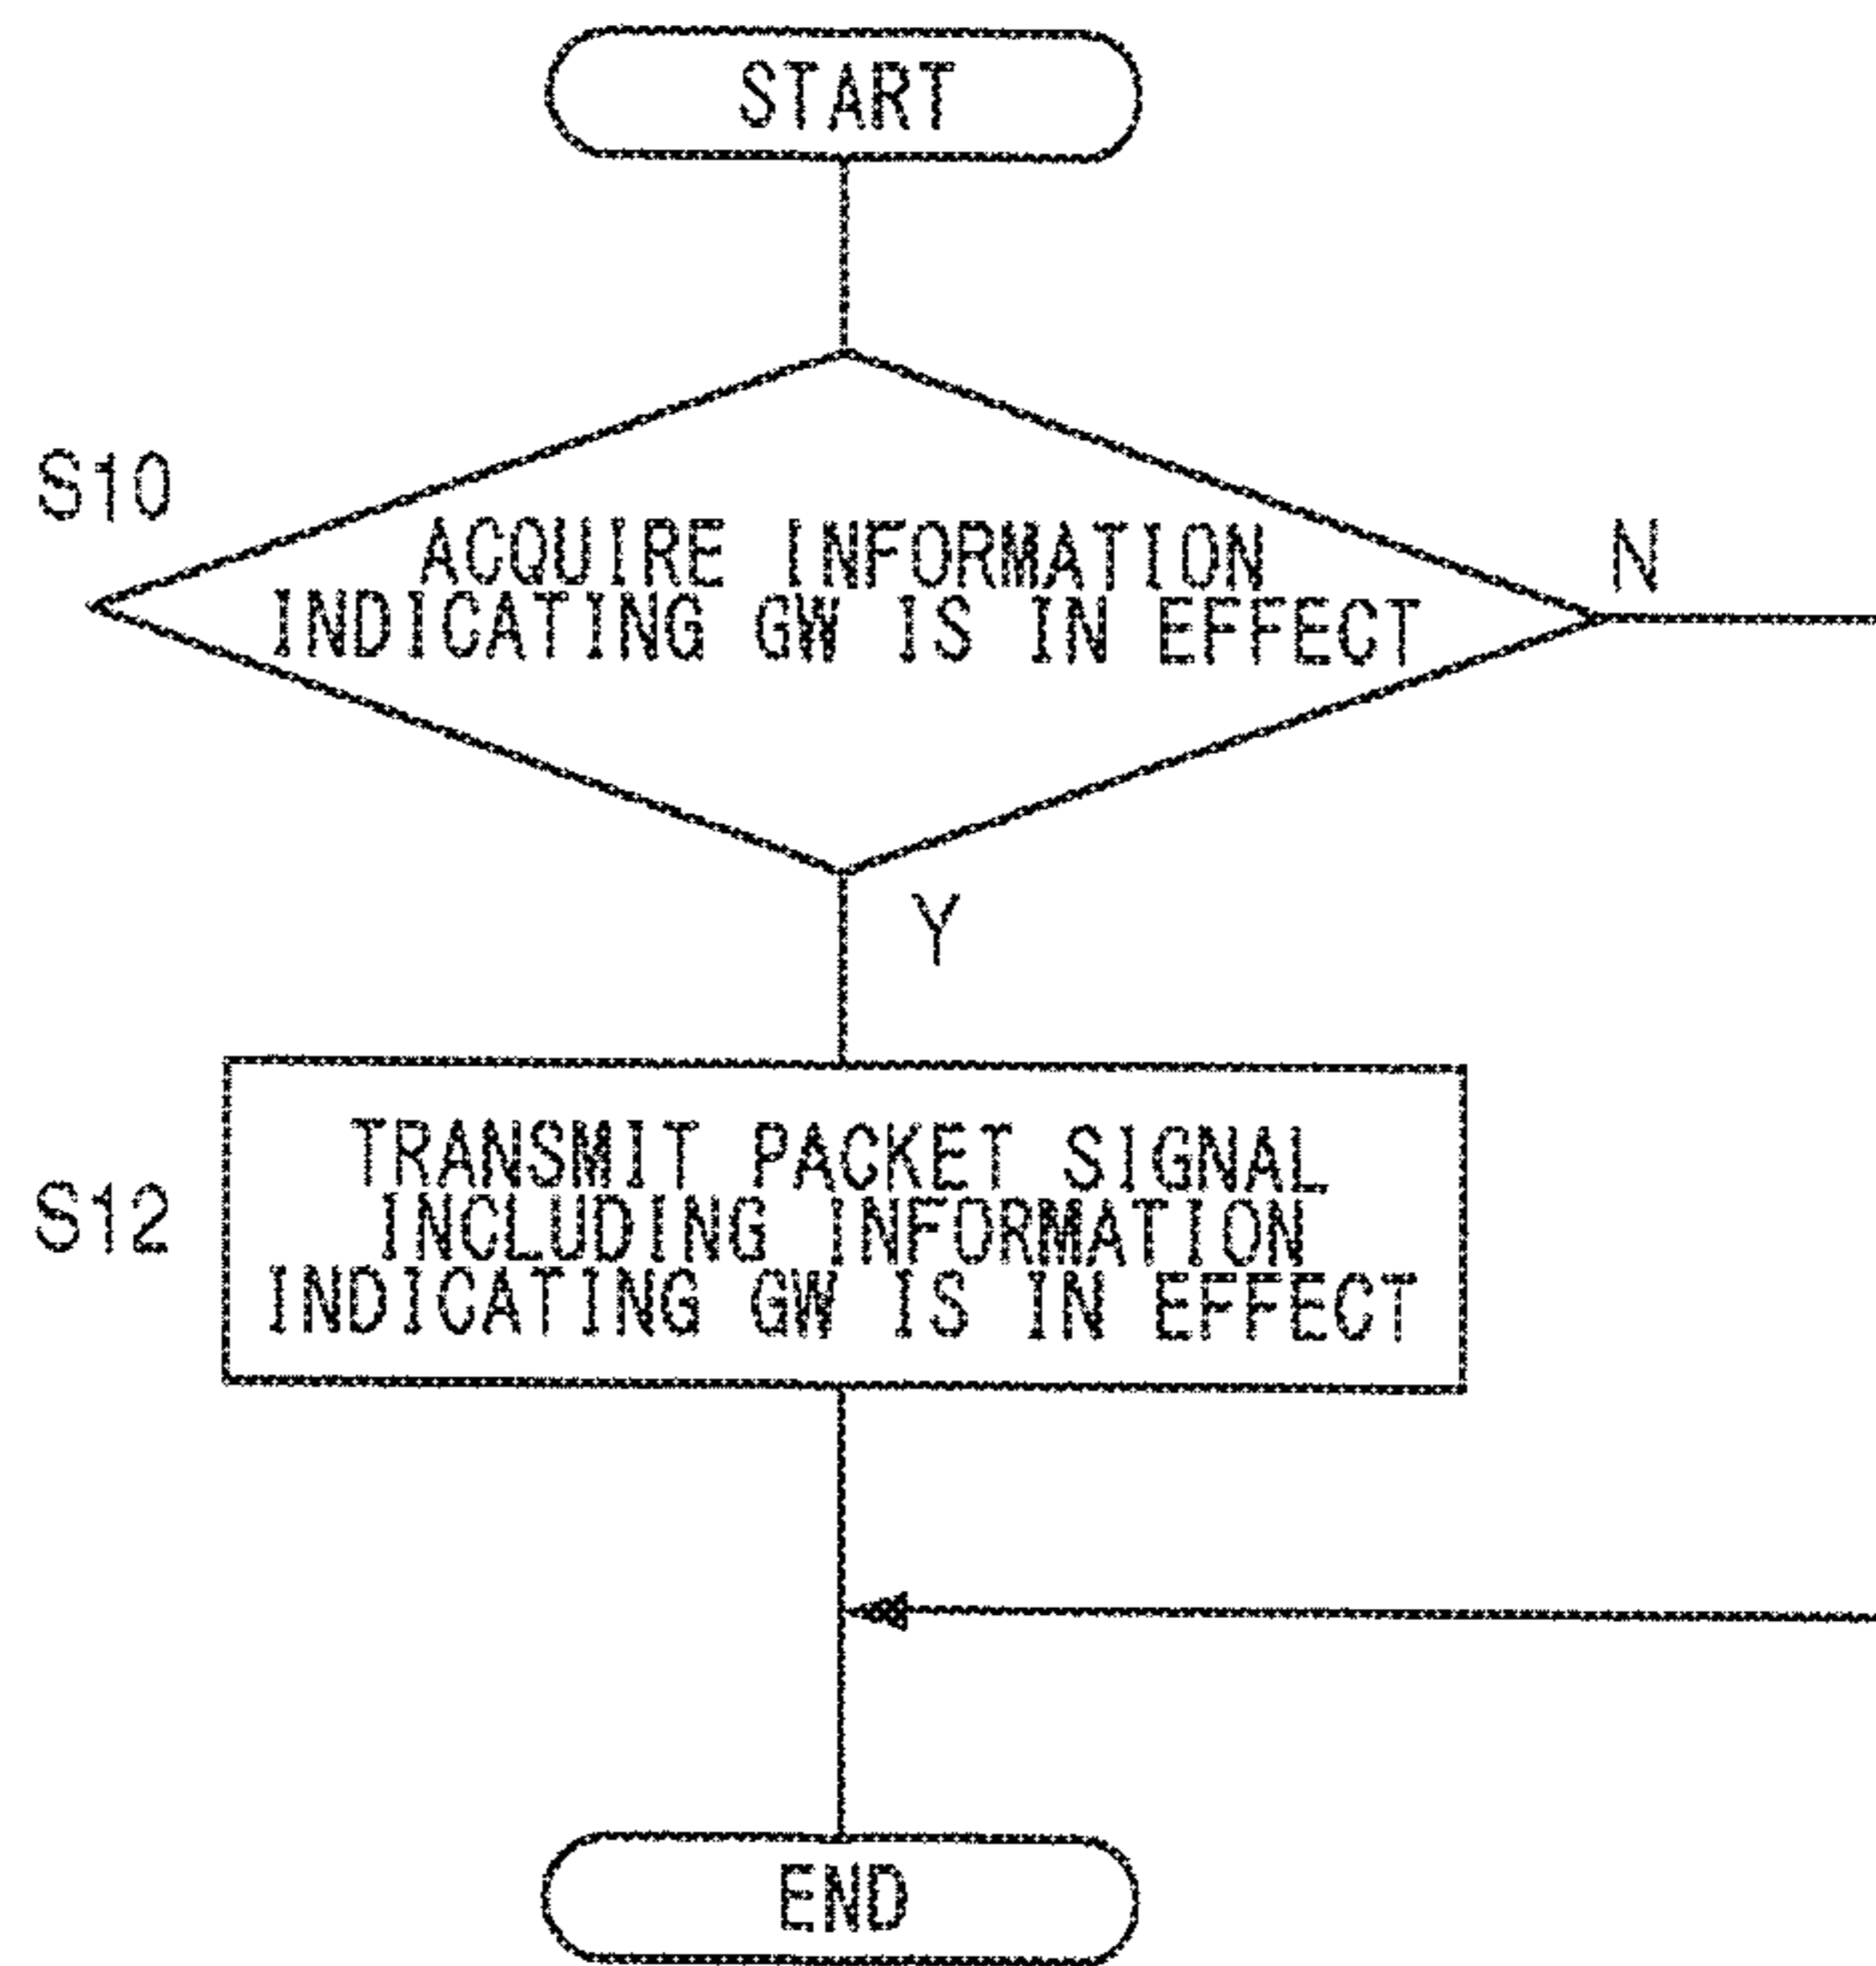 START
S10
ACQUIRE INFORMATION
INDICATING GW IS IN EFFECT
N
Y
S12
TRANSMIT PACKET SIGNAL
INCLUDING INFORMATION
INDICATING GW IS IN EFFECT
END